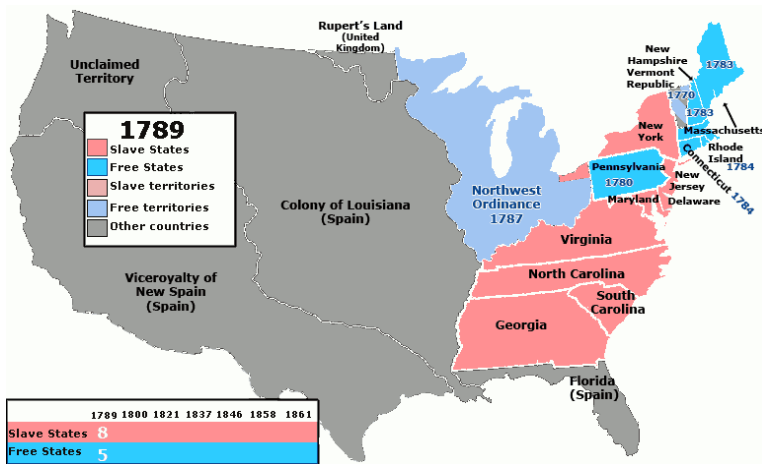 Rupert's Land
(United
Kingdom)
Unclaimed
Territory
New
Hampshire
Vermont
Republic
1783
1770
1783
1789
Slave States
Free States
Slave territories
Free territories
Other countries
New
York
Massachusetts
Rhode
Island
1784
Connecticut 1784
Pennsylvania
1780
New
Jersey
Maryland
Delaware
Northwest
Ordinance
1787
Colony of Louisiana
(Spain)
Virginia
Viceroyalty of
New Spain
(Spain)
North Carolina
South
Carolina
Georgia
Florida
(Spain)
1789 1800 1821 1837 1846 1858 1861
Slave States 8
Free States 5